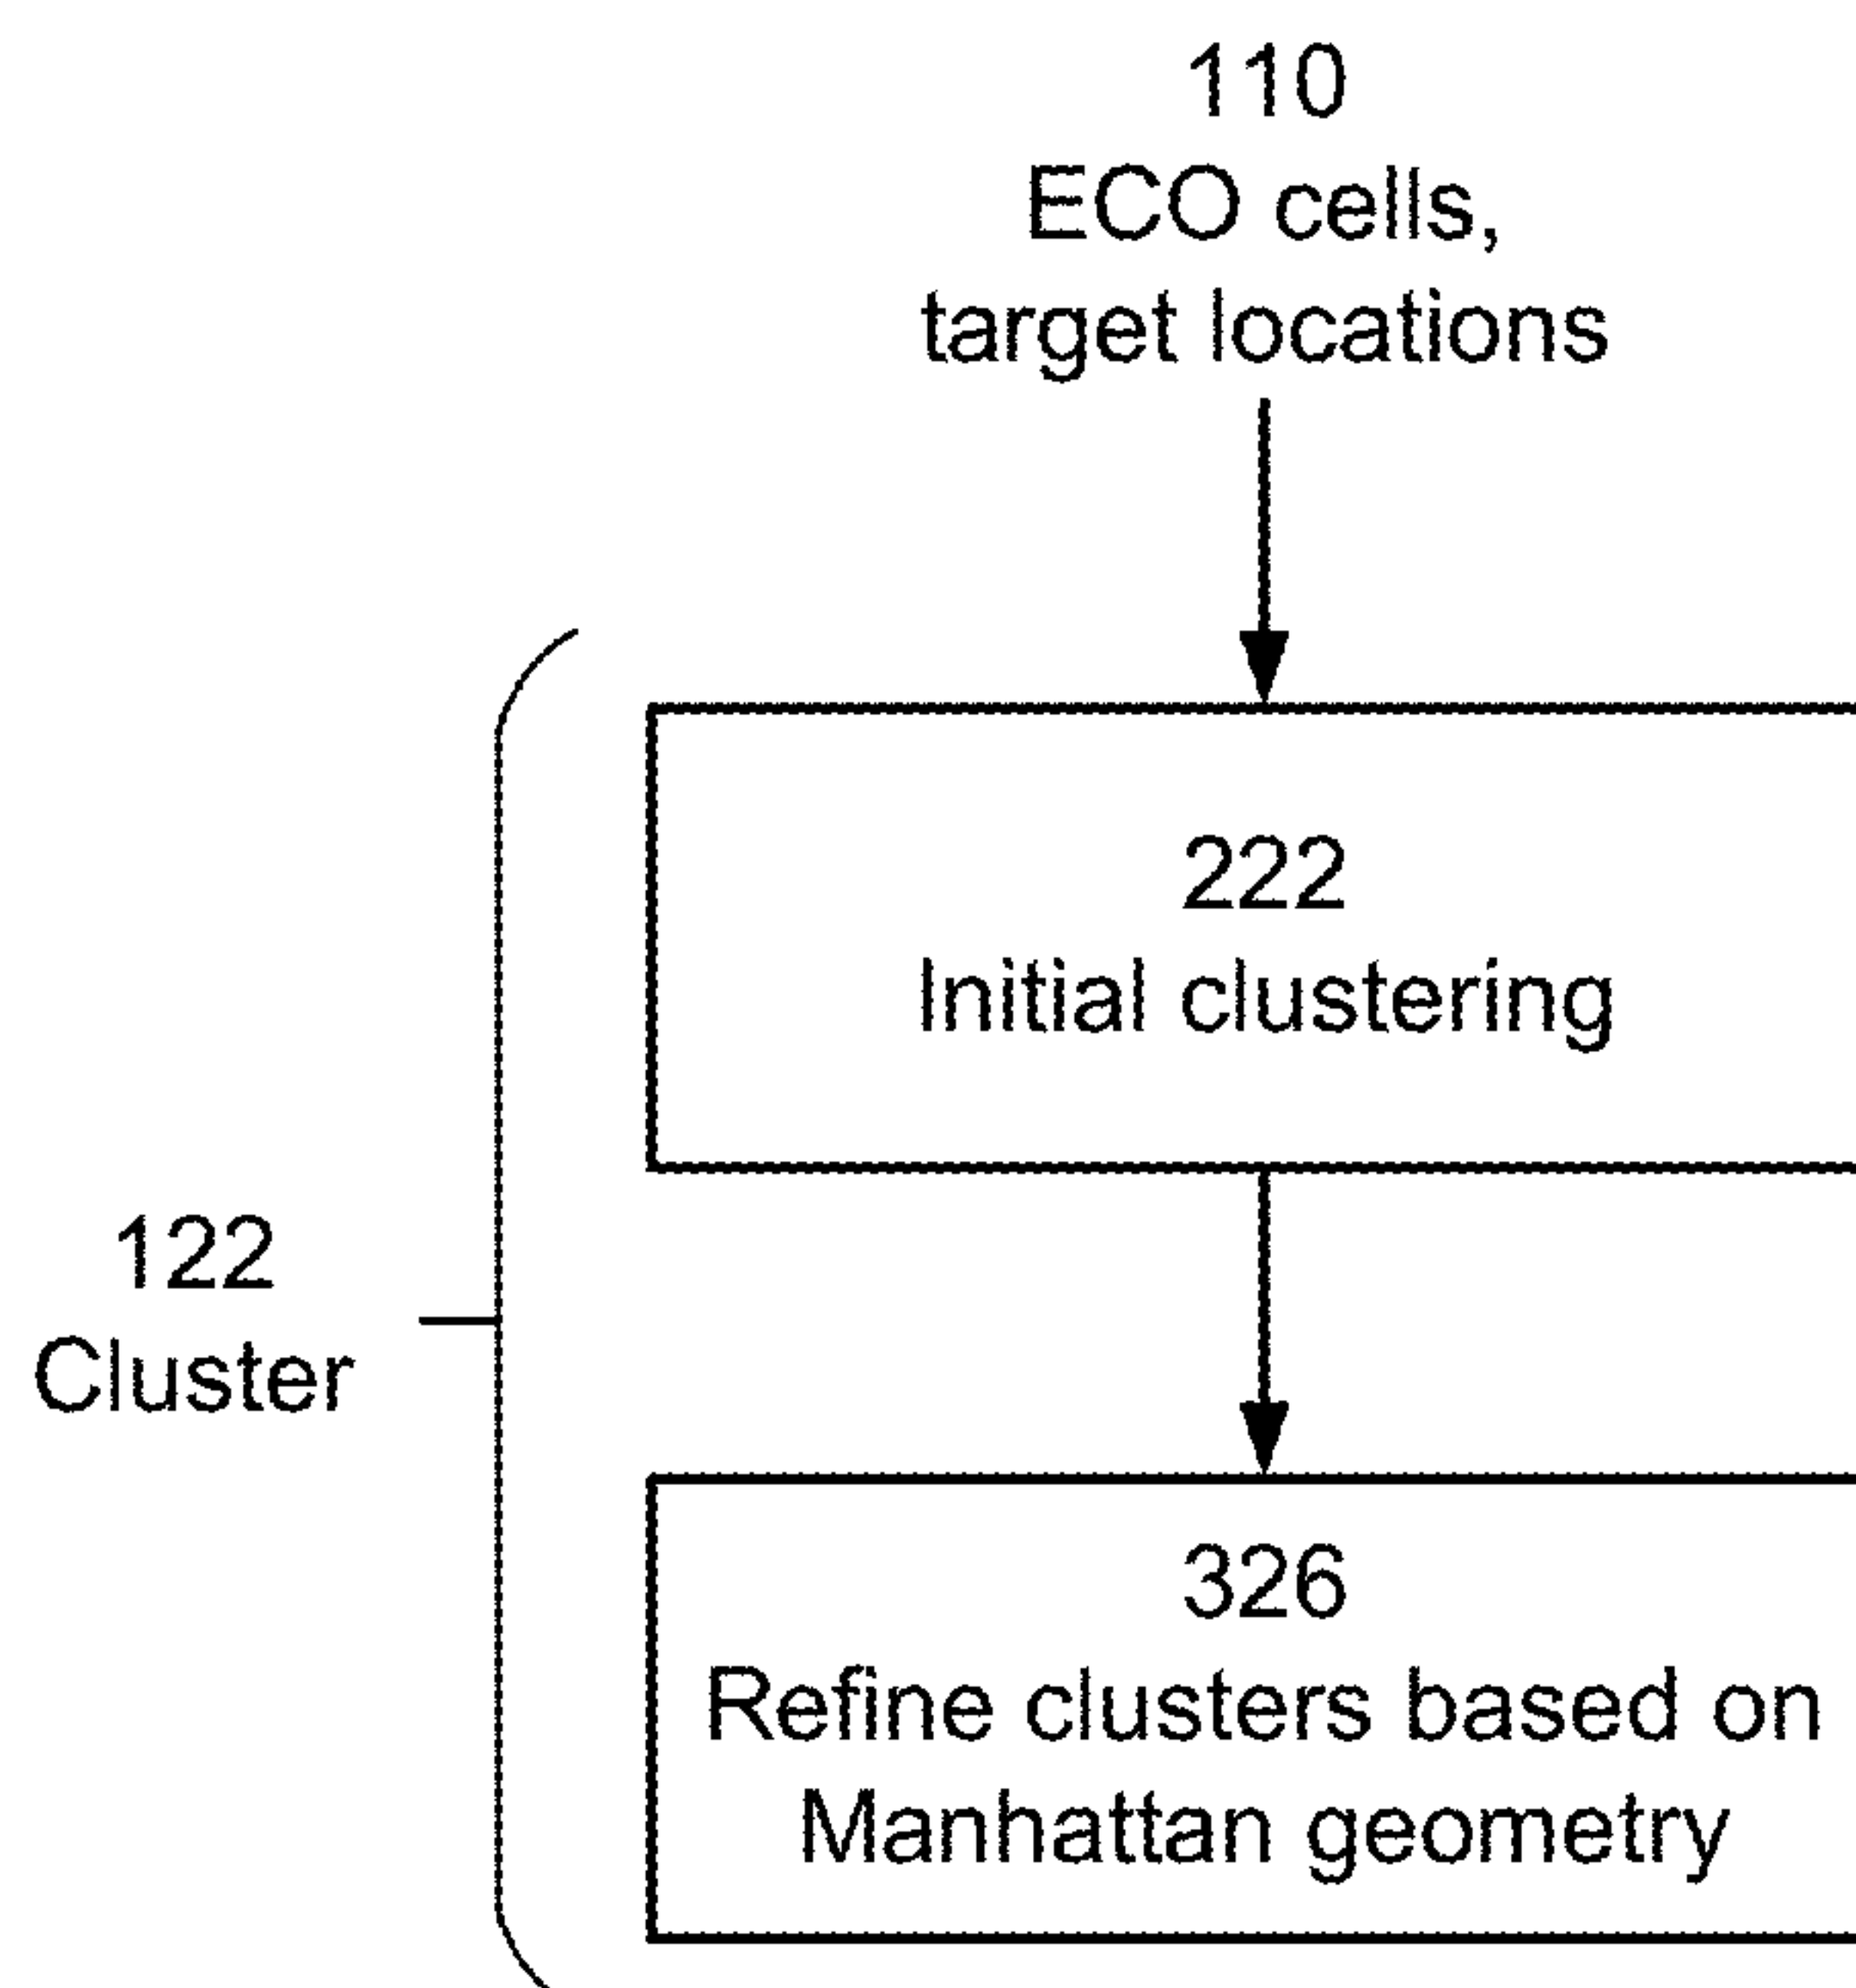 110
ECO cells,
target locations
222
Initial clustering
122
Cluster
326
Refine clusters based on
Manhattan geometry